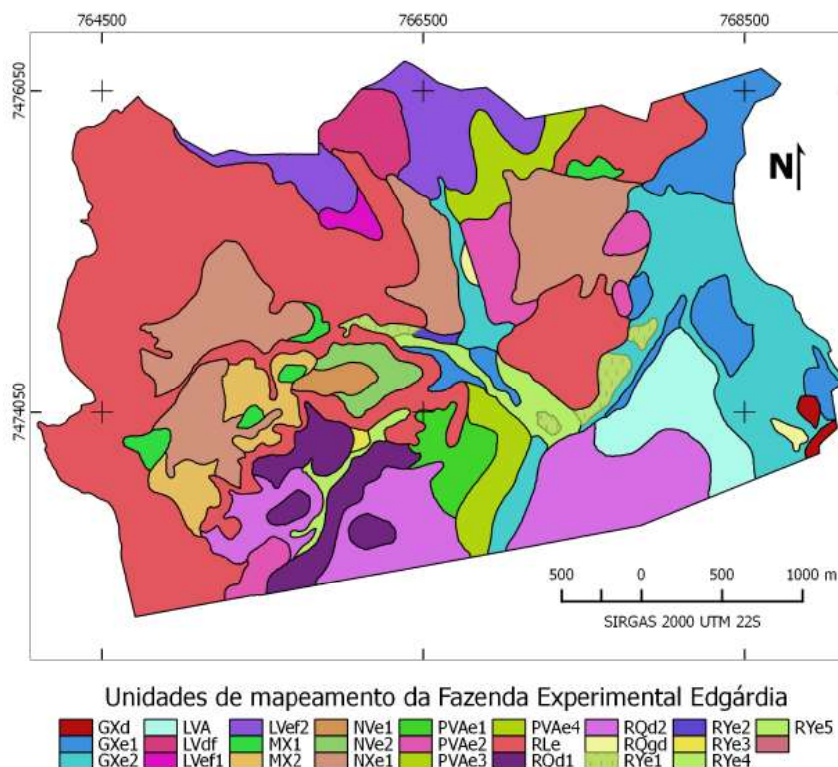 764500 766500 768500
7476050
N
7474050
500 0 500 1000 m
SIRGAS 2000 UTM 22S
Unidades de mapeamento da Fazenda Experimental Edgárdia
GXd LVA LVef2 NVe1 PVAe1 PVAe4 RQd2 RYe2 RYe5
GXe1 LVdf MX1 NVe2 PVAe2 RLe RQgd RYe3
GXe2 LVef1 MX2 NXe1 PVAe3 RQd1 RYe1 RYe4